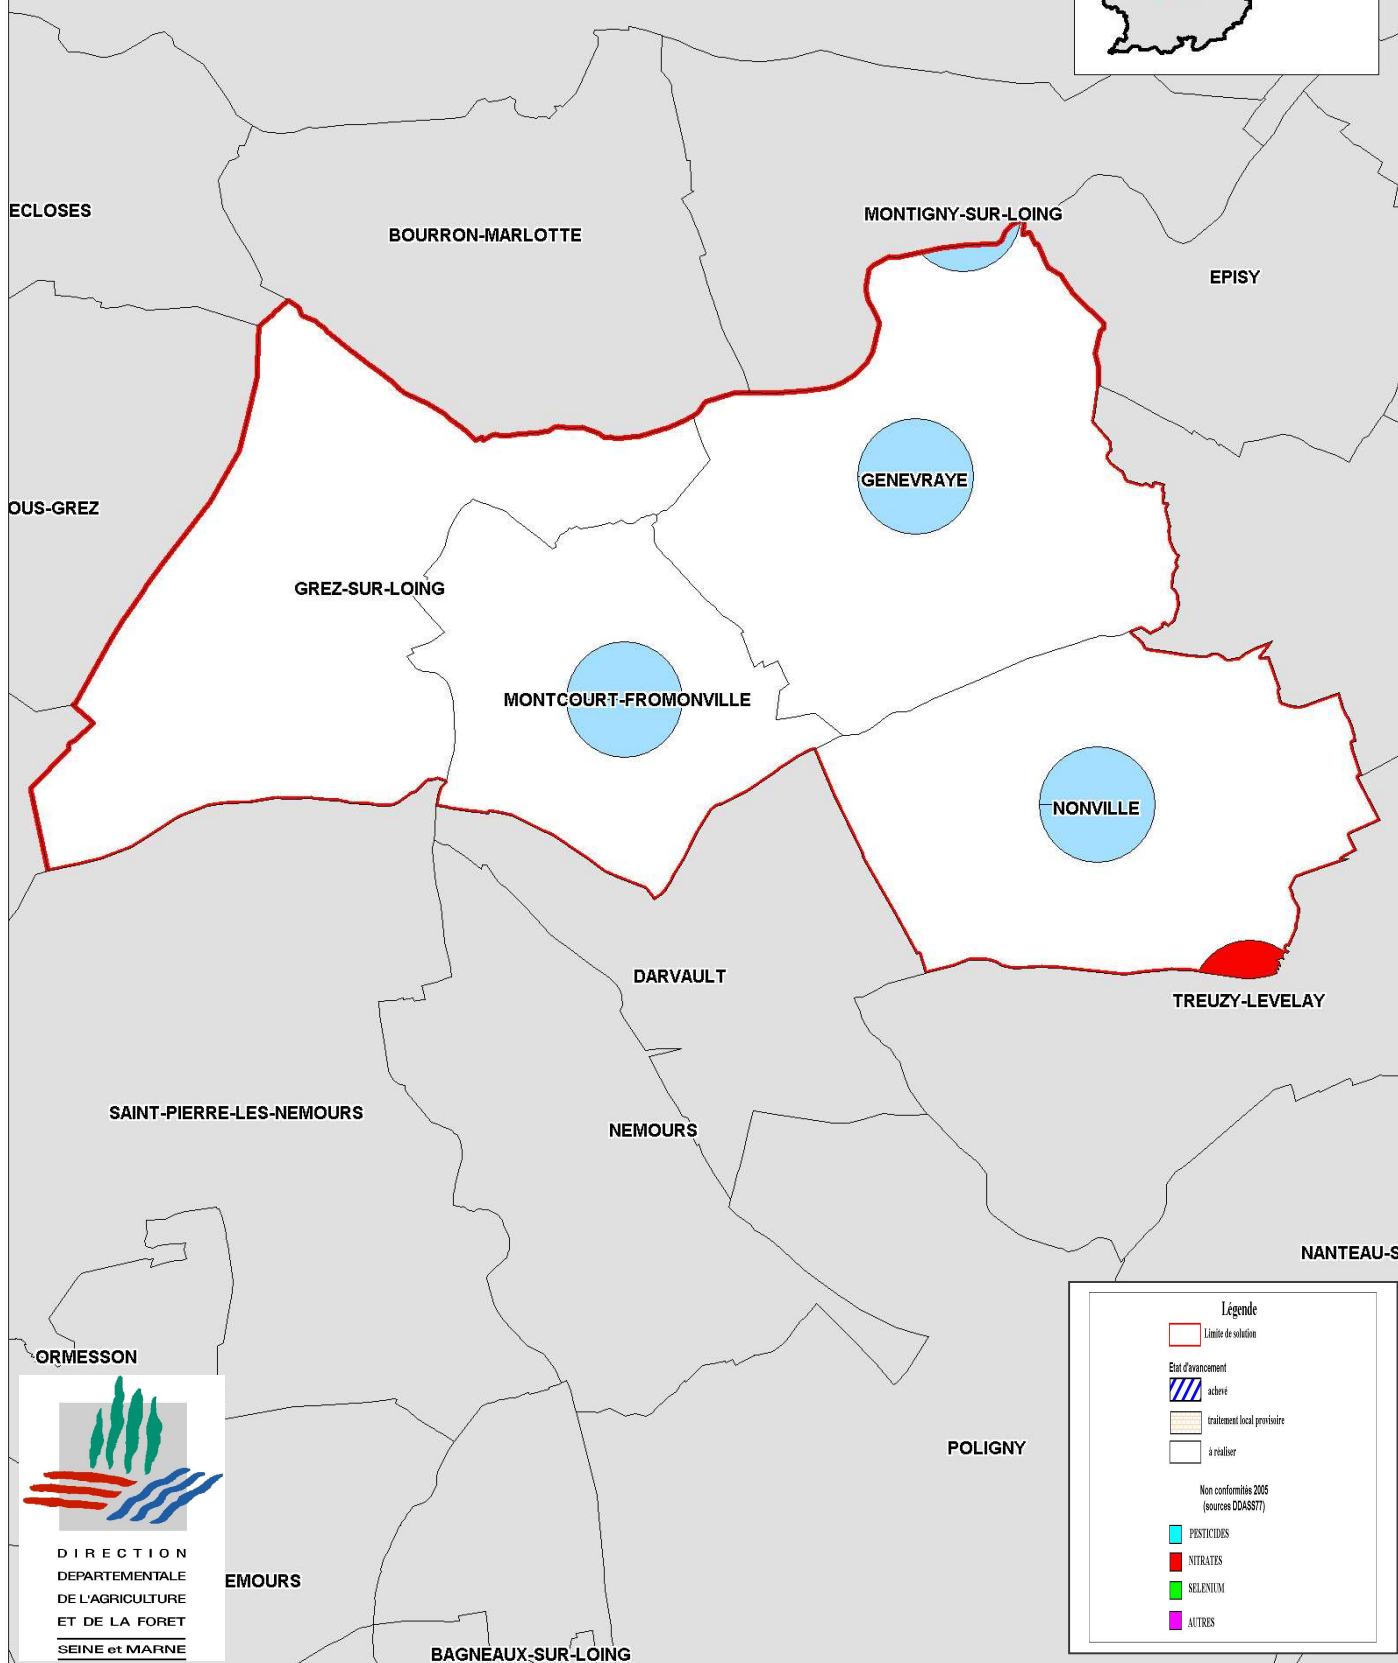 ECLOSES
BOURRON-MARLOTTE
MONTIGNY-SUR-LOING
EPISY
GENEVRAYE
OUS-GREZ
GREZ-SUR-LOING
MONTCOURT-FROMONVILLE
NONVILLE
DARVAULT
TREUZY-LEVELAY
SAINT-PIERRE-LES-NEMOURS
NEMOURS
NANTEAU-S
ORMESSON
POLIGNY
EMOURS
BAGNEAUX-SUR-LOING
DIRECTION
DEPARTEMENTALE
DE L'AGRICULTURE
ET DE LA FORET
SEINE et MARNE
Légende
Limite de solution
Etat d'avancement
achevé
traitement local provisoire
à réaliser
Non conformités 2005
(sources DDASS77)
PESTICIDES
NITRATES
SELENIUM
AUTRES